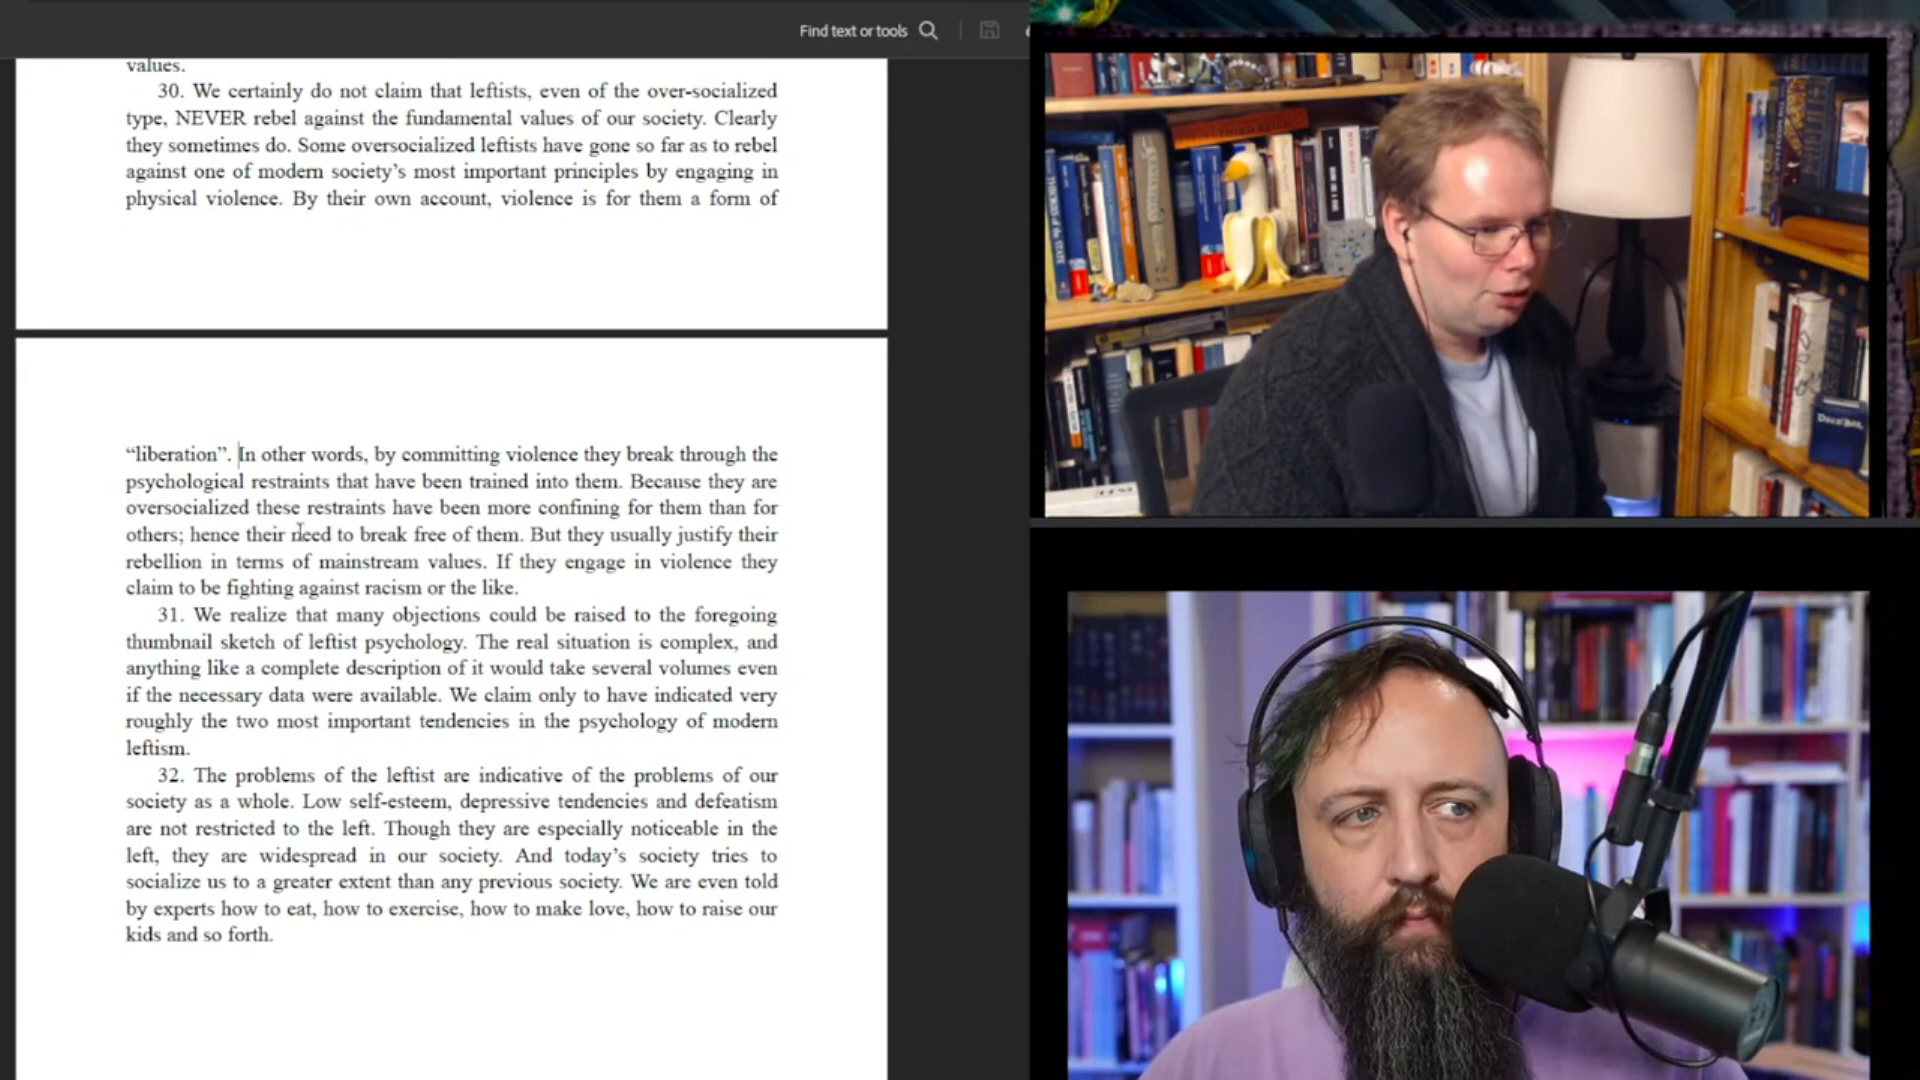 Find text or tools
values.
30. We certainly do not claim that leftists, even of the over-socialized
type, NEVER rebel against the fundamental values of our society. Clearly
they sometimes do. Some oversocialized leftists have gone so far as to rebel
against one of modern society’s most important principles by engaging in
physical violence. By their own account, violence is for them a form of
“liberation”. In other words, by committing violence they break through the
psychological restraints that have been trained into them. Because they are
oversocialized these restraints have been more confining for them than for
others; hence their need to break free of them. But they usually justify their
rebellion in terms of mainstream values. If they engage in violence they
claim to be fighting against racism or the like.
31. We realize that many objections could be raised to the foregoing
thumbnail sketch of leftist psychology. The real situation is complex, and
anything like a complete description of it would take several volumes even
if the necessary data were available. We claim only to have indicated very
roughly the two most important tendencies in the psychology of modern
leftism.
32. The problems of the leftist are indicative of the problems of our
society as a whole. Low self-esteem, depressive tendencies and defeatism
are not restricted to the left. Though they are especially noticeable in the
left, they are widespread in our society. And today’s society tries to
socialize us to a greater extent than any previous society. We are even told
by experts how to eat, how to exercise, how to make love, how to raise our
kids and so forth.